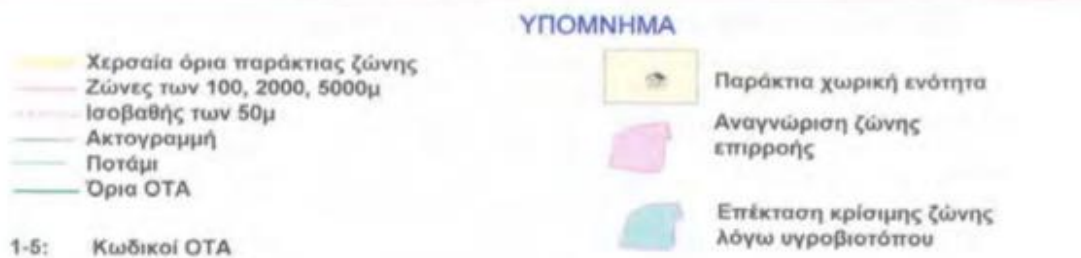 ΥΠΟΜΝΗΜΑ
Χερσαία όρια παράκτιας ζώνης
Ζώνες των 100, 2000, 5000μ
Ισοβαθής των 50μ
Ακτογραμμή
Ποτάμι
Όρια ΟΤΑ
1-5: Κωδικοί ΟΤΑ
Παράκτια χωρική ενότητα
Αναγνώριση ζώνης
επιρροής
Επέκταση κρίσιμης ζώνης
λόγω υγροβιοτόπου